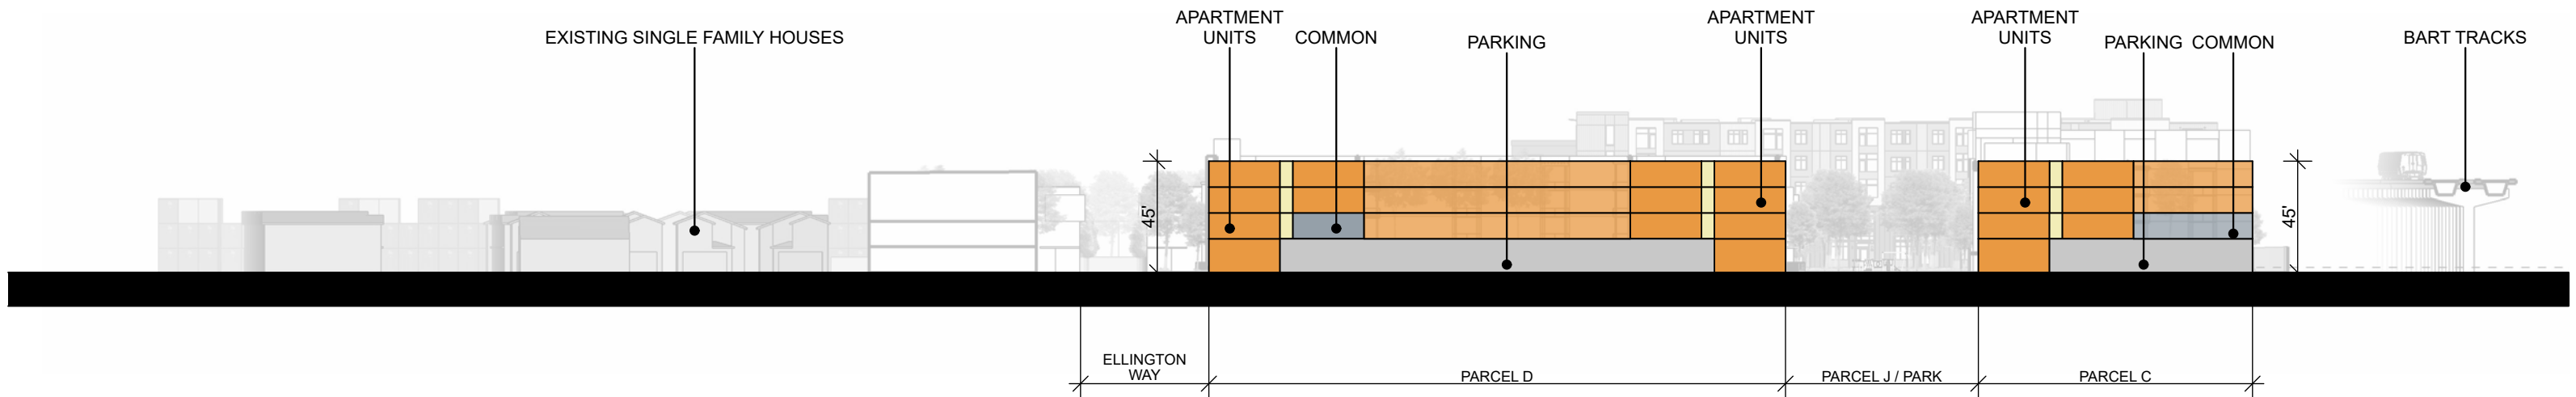 EXISTING SINGLE FAMILY HOUSES
APARTMENT
UNITS
COMMON
PARKING
APARTMENT
UNITS
APARTMENT
UNITS
PARKING
COMMON
BART TRACKS
45'
45'
ELLINGTON
WAY
PARCEL D
PARCEL J / PARK
PARCEL C